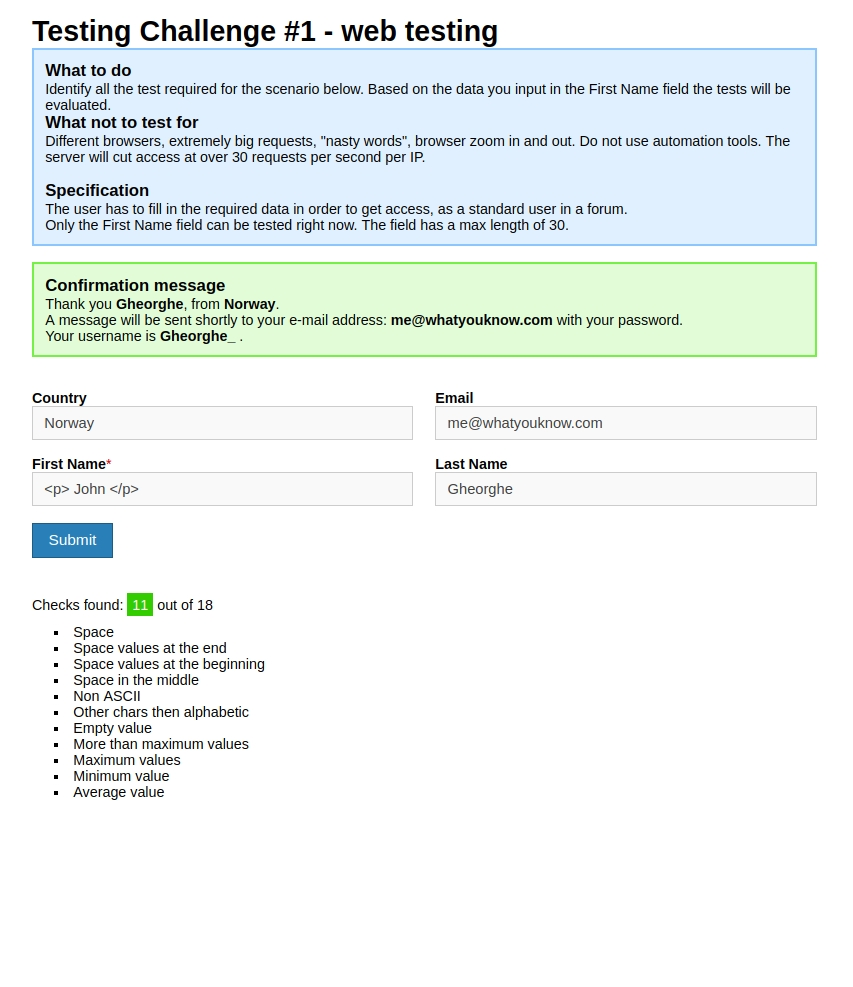 Testing Challenge #1 - web testing
What to do
Identify all the test required for the scenario below. Based on the data you input in the First Name field the tests will be
evaluated.
What not to test for
Different browsers, extremely big requests, "nasty words", browser zoom in and out. Do not use automation tools. The
server will cut access at over 30 requests per second per IP.
Specification
The user has to fill in the required data in order to get access, as a standard user in a forum.
Only the First Name field can be tested right now. The field has a max length of 30.
Confirmation message
Thank you Gheorghe, from Norway.
A message will be sent shortly to your e-mail address: me@whatyouknow.com with your password.
Your username is Gheorghe_ .
Country
Email
Norway
me@whatyouknow.com
First Name*
Last Name
<p> John </p>
Gheorghe
Submit
Checks found: 11 out of 18
Space
Space values at the end
Space values at the beginning
Space in the middle
Non ASCII
Other chars then alphabetic
Empty value
More than maximum values
Maximum values
Minimum value
Average value